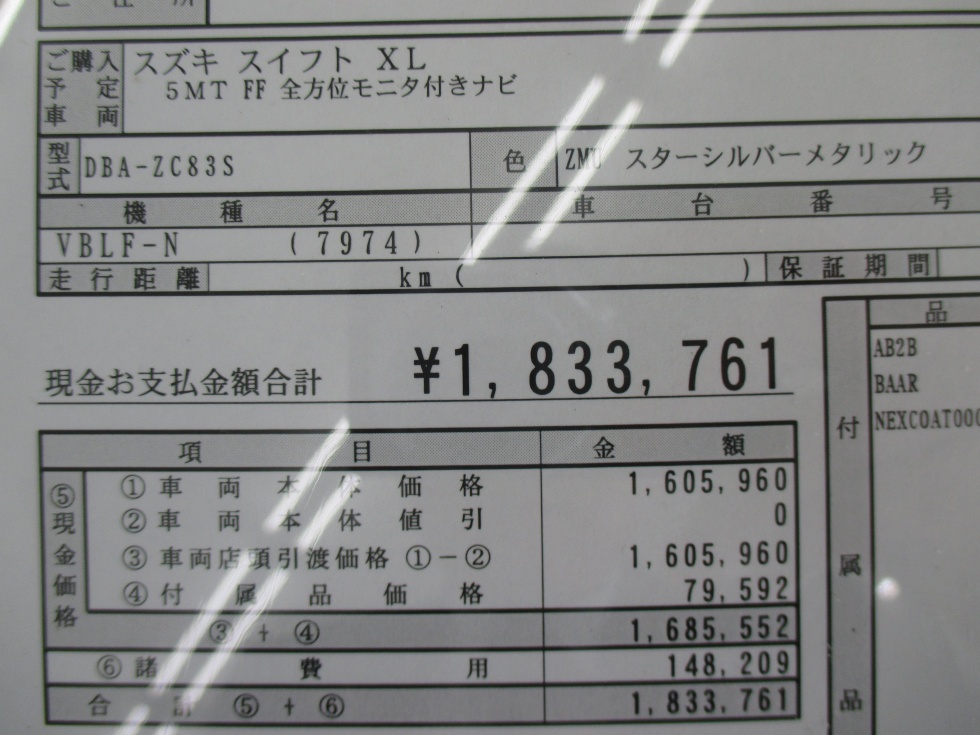 ご 住 所
ご購入予定車両
スズキ スイフト XL
5MT FF 全方位モニタ付きナビ
型式 DBA-ZC83S 色 ZMU スターシルバーメタリック
機 種 名 車 台 番 号
VBLF-N (7974)
走 行 距 離 km ( ) 保 証 期 間
現金お支払金額合計 ¥1,833,761
項 目 金 額
⑤現金価格
①車 両 本 体 価 格 1,605,960
②車 両 本 体 値 引 0
③車両店頭引渡価格 ①-② 1,605,960
④付 属 品 価 格 79,592
③ + ④ 1,685,552
⑥諸 費 用 148,209
合 計 ⑤ + ⑥ 1,833,761
付 属 品
品
AB2B
BAAR
NEXCOAT000